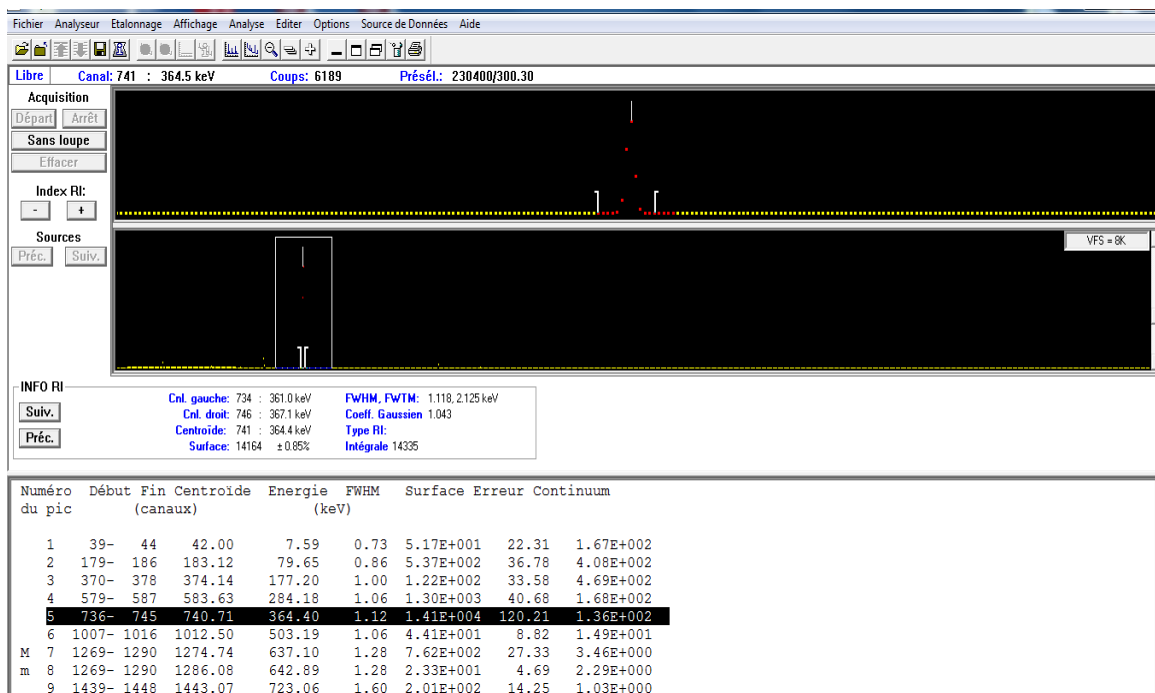 Fichier Analyseur Etalonnage Affichage Analyse Editer Options Source de Données Aide
Libre Canal: 741 : 364.5 keV Coups: 6189 Présél.: 230400/300.30
Acquisition
Départ Arrêt
Sans loupe
Effacer
Index RI:
- +
Sources
Préc. Suiv.
VFS = 8K
INFO RI
Suiv.
Préc.
Cnl. gauche: 734 : 361.0 keV FWHM, FWTM: 1.118, 2.125 keV
Cnl. droit: 746 : 367.1 keV Coeff. Gaussien 1.043
Centroïde: 741 : 364.4 keV Type RI:
Surface: 14164 ± 0.85% Intégrale 14335
Numéro Début Fin Centroïde Energie FWHM Surface Erreur Continuum
du pic (canaux) (keV)
1 39- 44 42.00 7.59 0.73 5.17E+001 22.31 1.67E+002
2 179- 186 183.12 79.65 0.86 5.37E+002 36.78 4.08E+002
3 370- 378 374.14 177.20 1.00 1.22E+002 33.58 4.69E+002
4 579- 587 583.63 284.18 1.06 1.30E+003 40.68 1.68E+002
5 736- 745 740.71 364.40 1.12 1.41E+004 120.21 1.36E+002
6 1007- 1016 1012.50 503.19 1.06 4.41E+001 8.82 1.49E+001
M 7 1269- 1290 1274.74 637.10 1.28 7.62E+002 27.33 3.46E+000
m 8 1269- 1290 1286.08 642.89 1.28 2.33E+001 4.69 2.29E+000
9 1439- 1448 1443.07 723.06 1.60 2.01E+002 14.25 1.03E+000